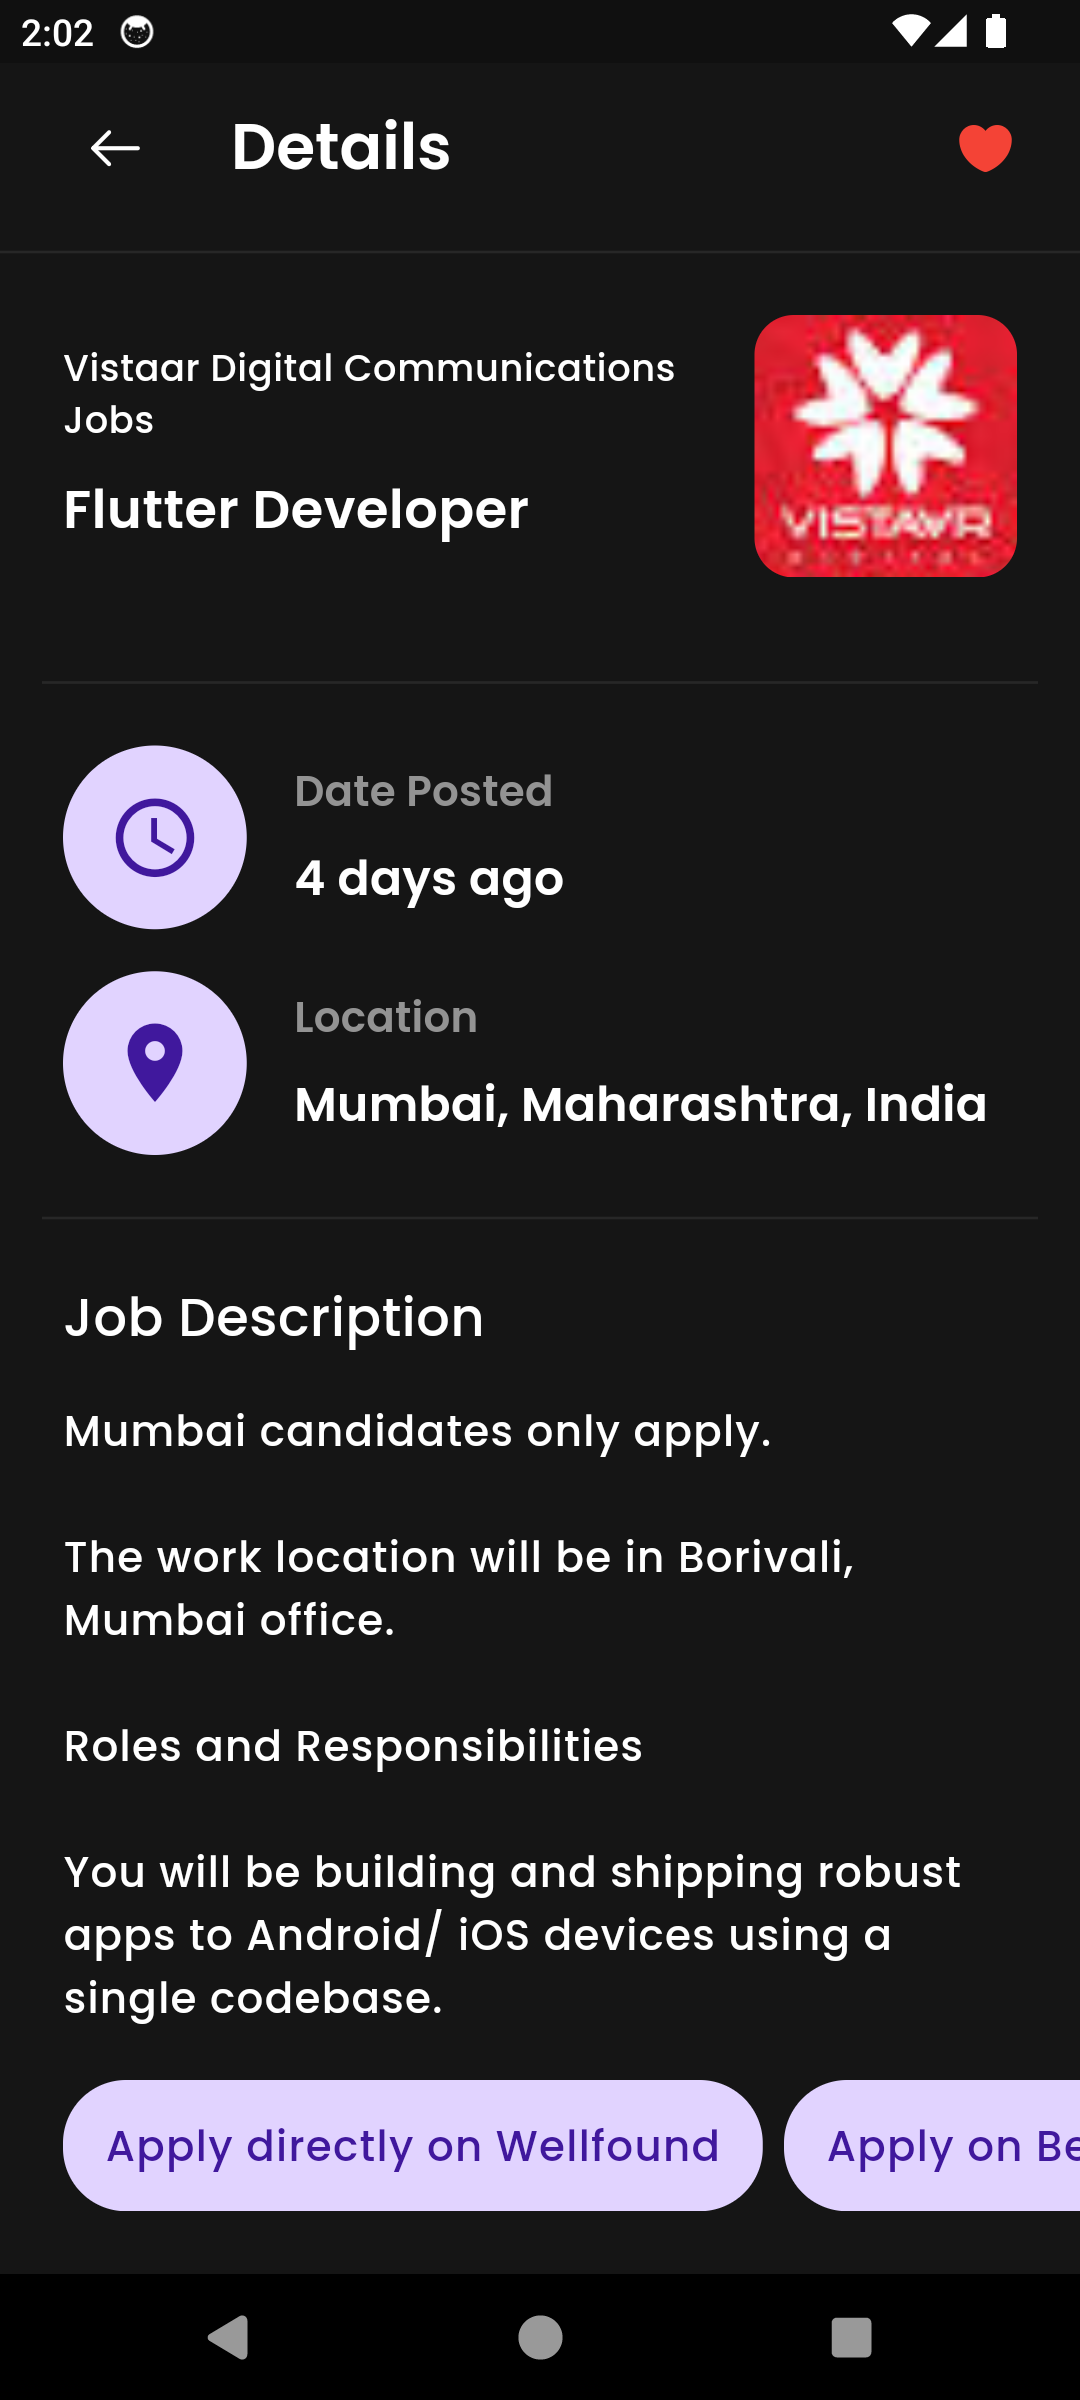 2:02
Details
Vistaar Digital Communications
Jobs
Flutter Developer
VISTAAR
Date Posted
4 days ago
Location
Mumbai, Maharashtra, India
Job Description
Mumbai candidates only apply.
The work location will be in Borivali,
Mumbai office.
Roles and Responsibilities
You will be building and shipping robust
apps to Android/ iOS devices using a
single codebase.
Apply directly on Wellfound
Apply on Be